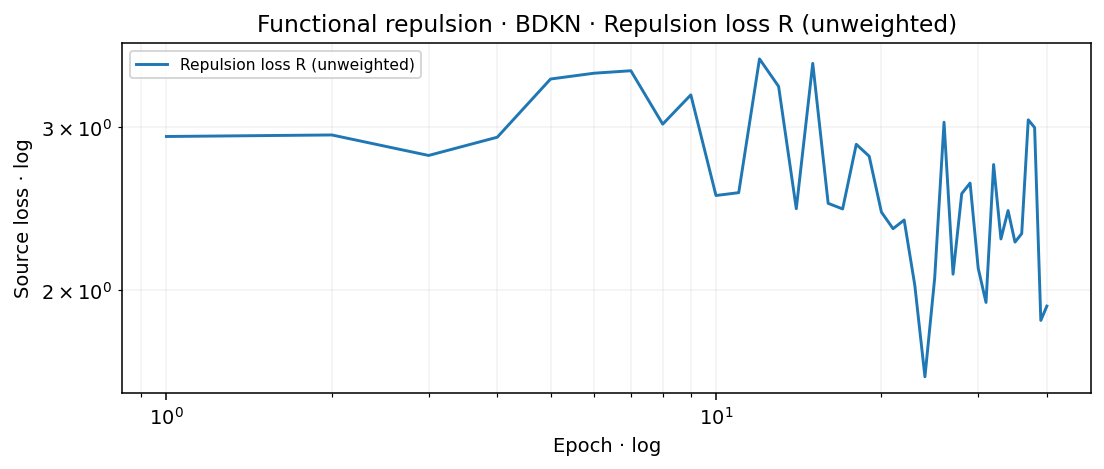 Functional repulsion · BDKN · Repulsion loss R (unweighted)
Repulsion loss R (unweighted)
3 × 10⁰
2 × 10⁰
Source loss · log
10⁰
10¹
Epoch · log